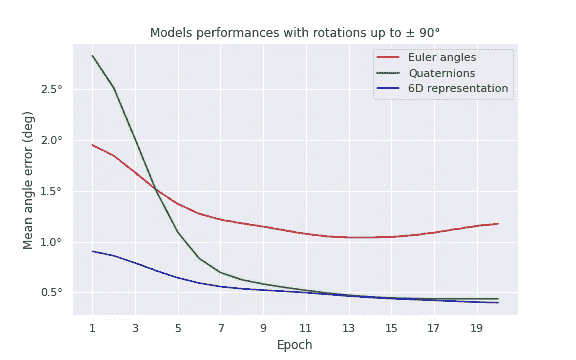 Models performances with rotations up to ± 90°
Euler angles
Quaternions
6D representation
Mean angle error (deg)
2.5°
2.0°
1.5°
1.0°
0.5°
1 3 5 7 9 11 13 15 17 19
Epoch